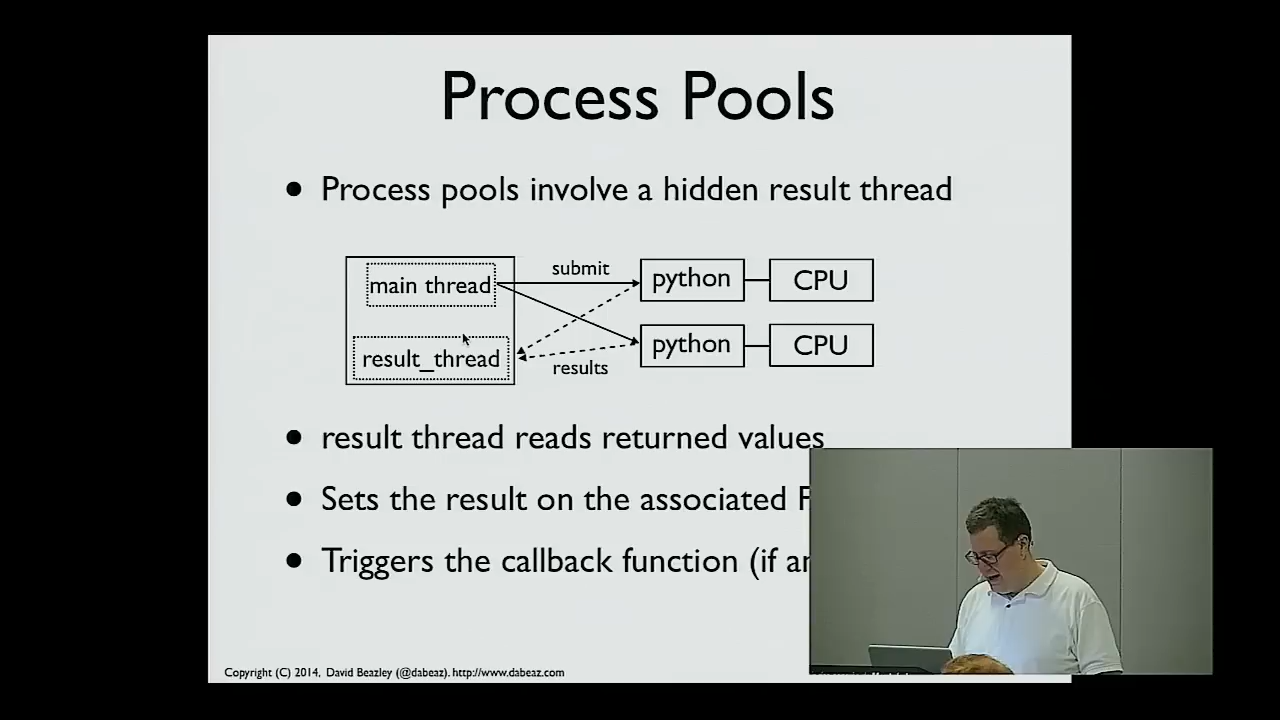 Process Pools
• Process pools involve a hidden result thread
main thread
submit
python
CPU
result_thread
results
python
CPU
• result thread reads returned values
• Sets the result on the associated
• Triggers the callback function (if
Copyright (C) 2014, David Beazley (@dabeaz). http://www.dabeaz.com